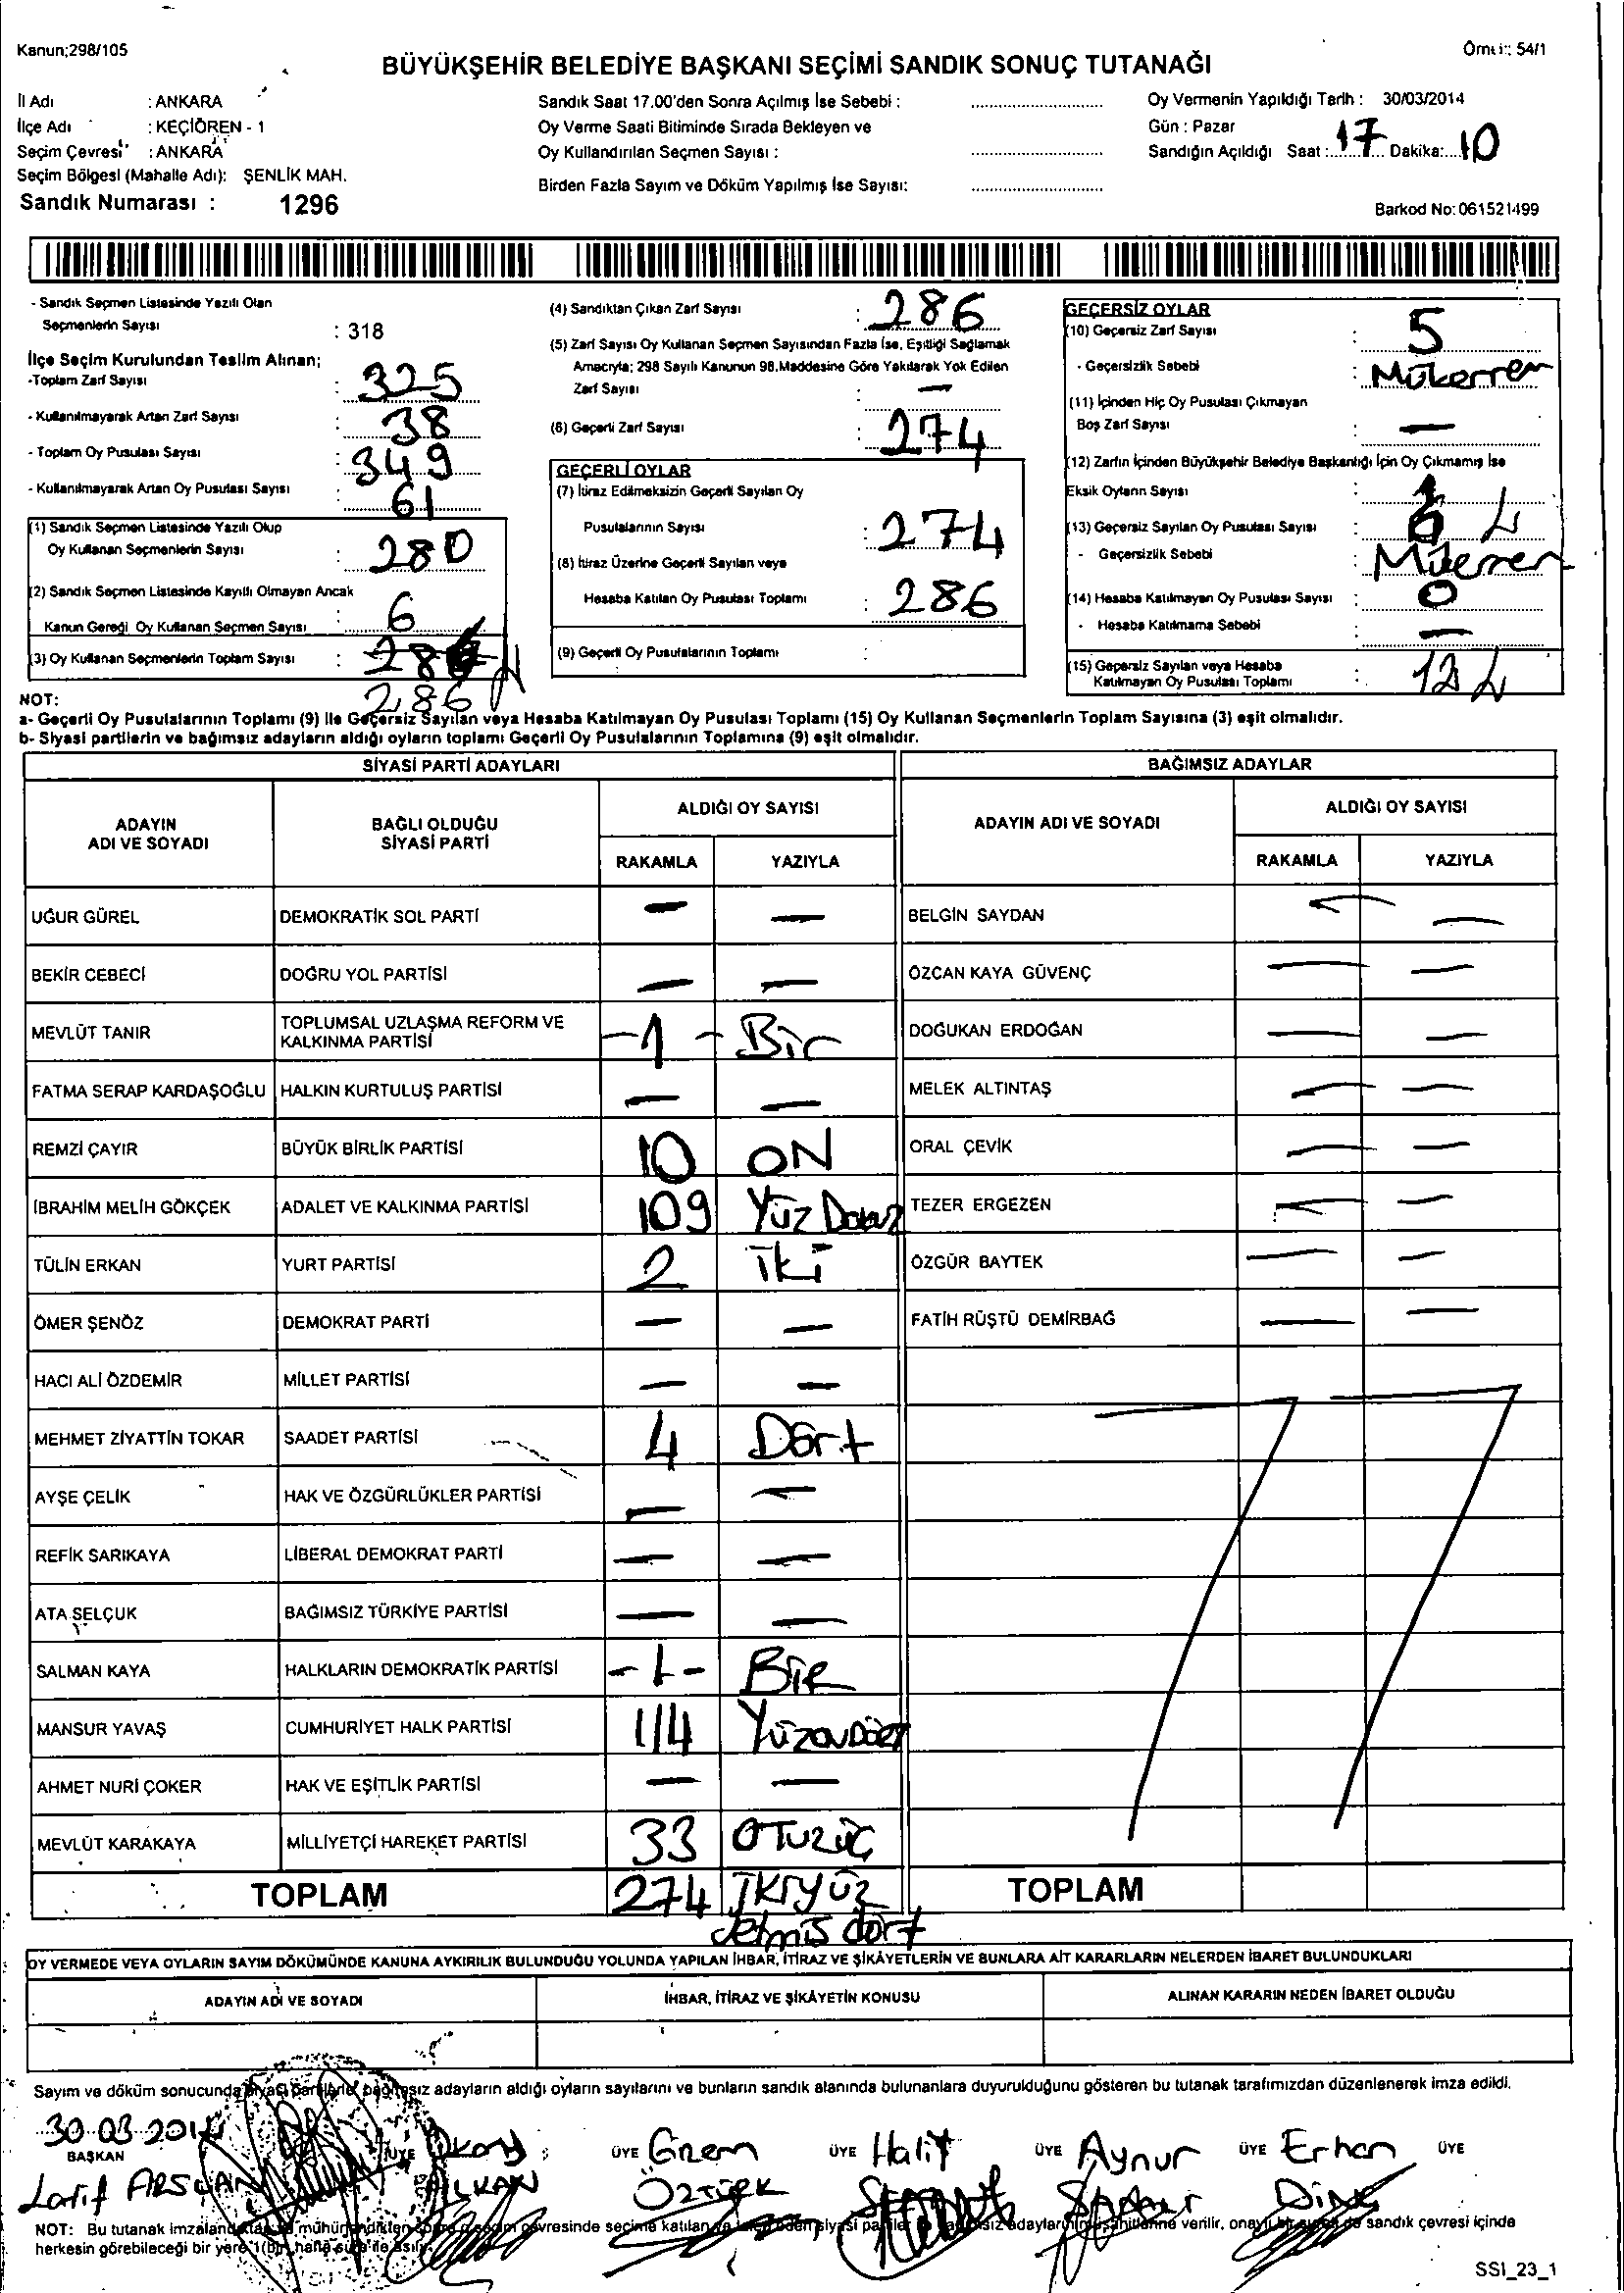 Kanun;298/105
BÜYÜKŞEHİR BELEDİYE BAŞKANI SEÇİMİ SANDIK SONUÇ TUTANAĞI
54/1
İl Adı : ANKARA
İlçe Adı : KEÇİÖREN - 1
Seçim Çevresi : ANKARA
Seçim Bölgesi (Mahalle Adı): ŞENLİK MAH.
Sandık Numarası : 1296
Sandık Saat 17.00'den Sonra Açılmış İse Sebebi :
Oy Verme Saati Bitiminde Sırada Bekleyen ve
Oy Kullandırılan Seçmen Sayısı :
Birden Fazla Sayım ve Döküm Yapılmış İse Sayısı:
Oy Vermenin Yapıldığı Tarih : 30/03/2014
Gün : Pazar
Sandığın Açıldığı Saat : 17 Dakika: 10
Barkod No: 061521499
- Sandık Seçmen Listesinde Yazılı Olan
Seçmenlerin Sayısı : 318
İlçe Seçim Kurulundan Teslim Alınan;
-Toplam Zarf Sayısı : 325
- Kullanılmayarak Artan Zarf Sayısı : 38
- Toplam Oy Pusulası Sayısı : 349
- Kullanılmayarak Artan Oy Pusulası Sayısı : 61
(1) Sandık Seçmen Listesinde Yazılı Olup
Oy Kullanan Seçmenlerin Sayısı : 280
(2) Sandık Seçmen Listesinde Kayıtlı Olmayan Ancak
Kanun Gereği Oy Kullanan Seçmen Sayısı : 6
(3) Oy Kullanan Seçmenlerin Toplam Sayısı :
286
(4) Sandıktan Çıkan Zarf Sayısı : 286
(5) Zarf Sayısı Oy Kullanan Seçmen Sayısından Fazla İse, Eşitliği Sağlamak
Amacıyla; 298 Sayılı Kanunun 98.Maddesine Göre Yakılarak Yok Edilen
Zarf Sayısı : —
(6) Geçerli Zarf Sayısı : 274
GEÇERLİ OYLAR
(7) İtiraz Edilmeksizin Geçerli Sayılan Oy
Pusulalarının Sayısı : 274
(8) İtiraz Üzerine Geçerli Sayılan veya
Hesaba Katılan Oy Pusulası Toplamı : 286
(9) Geçerli Oy Pusulalarının Toplamı :
GEÇERSİZ OYLAR
(10) Geçersiz Zarf Sayısı : 5
- Geçersizlik Sebebi : Mükerrer
(11) İçinden Hiç Oy Pusulası Çıkmayan
Boş Zarf Sayısı : —
(12) Zarfın İçinden Büyükşehir Belediye Başkanlığı İçin Oy Çıkmamış İse
Eksik Oyların Sayısı :
(13) Geçersiz Sayılan Oy Pusulası Sayısı :
- Geçersizlik Sebebi :
(14) Hesaba Katılmayan Oy Pusulası Sayısı : 0
- Hesaba Katılmama Sebebi : —
(15) Geçersiz Sayılan veya Hesaba
Katılmayan Oy Pusulası Toplamı : 12
NOT:
a- Geçerli Oy Pusulalarının Toplamı (9) İle Geçersiz Sayılan veya Hesaba Katılmayan Oy Pusulası Toplamı (15) Oy Kullanan Seçmenlerin Toplam Sayısına (3) eşit olmalıdır.
b- Siyasi partilerin ve bağımsız adayların aldığı oyların toplamı Geçerli Oy Pusulalarının Toplamına (9) eşit olmalıdır.
SİYASİ PARTİ ADAYLARI
ADAYIN ADI VE SOYADI
BAĞLI OLDUĞU SİYASİ PARTİ
ALDIĞI OY SAYISI
RAKAMLA YAZIYLA
UĞUR GÜREL DEMOKRATİK SOL PARTİ — —
BEKİR CEBECİ DOĞRU YOL PARTİSİ — —
MEVLÜT TANIR TOPLUMSAL UZLAŞMA REFORM VE KALKINMA PARTİSİ -1- Bir
FATMA SERAP KARDAŞOĞLU HALKIN KURTULUŞ PARTİSİ — —
REMZİ ÇAYIR BÜYÜK BİRLİK PARTİSİ 10 ON
İBRAHİM MELİH GÖKÇEK ADALET VE KALKINMA PARTİSİ 109 Yüz Dokuz
TÜLİN ERKAN YURT PARTİSİ 2 İki
ÖMER ŞENÖZ DEMOKRAT PARTİ — —
HACI ALİ ÖZDEMİR MİLLET PARTİSİ — —
MEHMET ZİYATTİN TOKAR SAADET PARTİSİ 4 Dört
AYŞE ÇELİK HAK VE ÖZGÜRLÜKLER PARTİSİ — —
REFİK SARIKAYA LİBERAL DEMOKRAT PARTİ — —
ATA SELÇUK BAĞIMSIZ TÜRKİYE PARTİSİ — —
SALMAN KAYA HALKLARIN DEMOKRATİK PARTİSİ -1- BİR
MANSUR YAVAŞ CUMHURİYET HALK PARTİSİ 114 YüzonDört
AHMET NURİ ÇOKER HAK VE EŞİTLİK PARTİSİ — —
MEVLÜT KARAKAYA MİLLİYETÇİ HAREKET PARTİSİ 33 OTUZÜÇ
TOPLAM 274 İKİYÜZ
Jetmiş dört
BAĞIMSIZ ADAYLAR
ADAYIN ADI VE SOYADI
ALDIĞI OY SAYISI
RAKAMLA YAZIYLA
BELGİN SAYDAN — —
ÖZCAN KAYA GÜVENÇ — —
DOĞUKAN ERDOĞAN — —
MELEK ALTINTAŞ — —
ORAL ÇEVİK — —
TEZER ERGEZEN — —
ÖZGÜR BAYTEK — —
FATİH RÜŞTÜ DEMİRBAĞ — —
TOPLAM
OY VERMEDE VEYA OYLARIN SAYIM DÖKÜMÜNDE KANUNA AYKIRILIK BULUNDUĞU YOLUNDA YAPILAN İHBAR, İTİRAZ VE ŞİKÂYETLERİN VE BUNLARA AİT KARARLARIN NELERDEN İBARET BULUNDUKLARI
ADAYIN ADI VE SOYADI
İHBAR, İTİRAZ VE ŞİKÂYETİN KONUSU
ALINAN KARARIN NEDEN İBARET OLDUĞU
Sayım ve döküm sonucunda siyasi partilerle bağımsız adayların aldığı oyların sayılarını ve bunların sandık alanında bulunanlara duyurulduğunu gösteren bu tutanak tarafımızdan düzenlenerek imza edildi.
30.03.2014
BAŞKAN
Latif ARSLAN
ÜYE
ÜYE Gizem ÖZTÜRK
ÜYE Halit
ÜYE Aynur
ÜYE Erhan DİNÇ
ÜYE
NOT: Bu tutanak imzalandıktan ve mühürlendikten sonra o seçim çevresinde seçime katılan siyasi partiler verilir, sandık çevresi içinde
herkesin görebileceği bir yere 1(bir) hafta süre ile asılır.
SSI_23_1